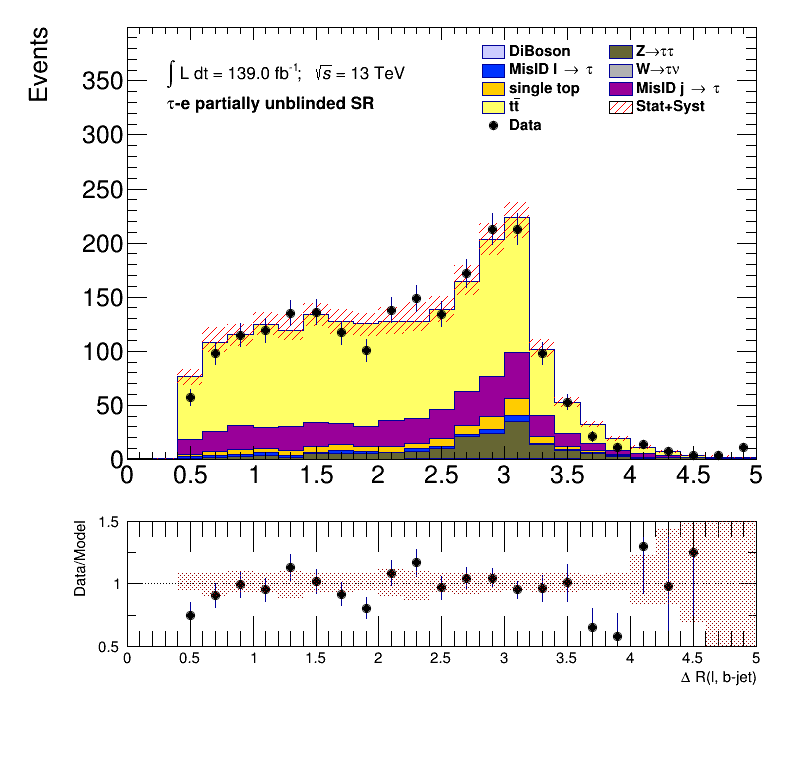 Events
∫ L dt = 139.0 fb⁻¹; √s = 13 TeV
τ-e partially unblinded SR
DiBoson
MisID l → τ
single top
tt̄
Data
Z→ττ
W→τν
MisID j → τ
Stat+Syst
350
300
250
200
150
100
50
0
0 0.5 1 1.5 2 2.5 3 3.5 4 4.5 5
Data/Model
1.5
1
0.5
0 0.5 1 1.5 2 2.5 3 3.5 4 4.5 5
Δ R(l, b-jet)